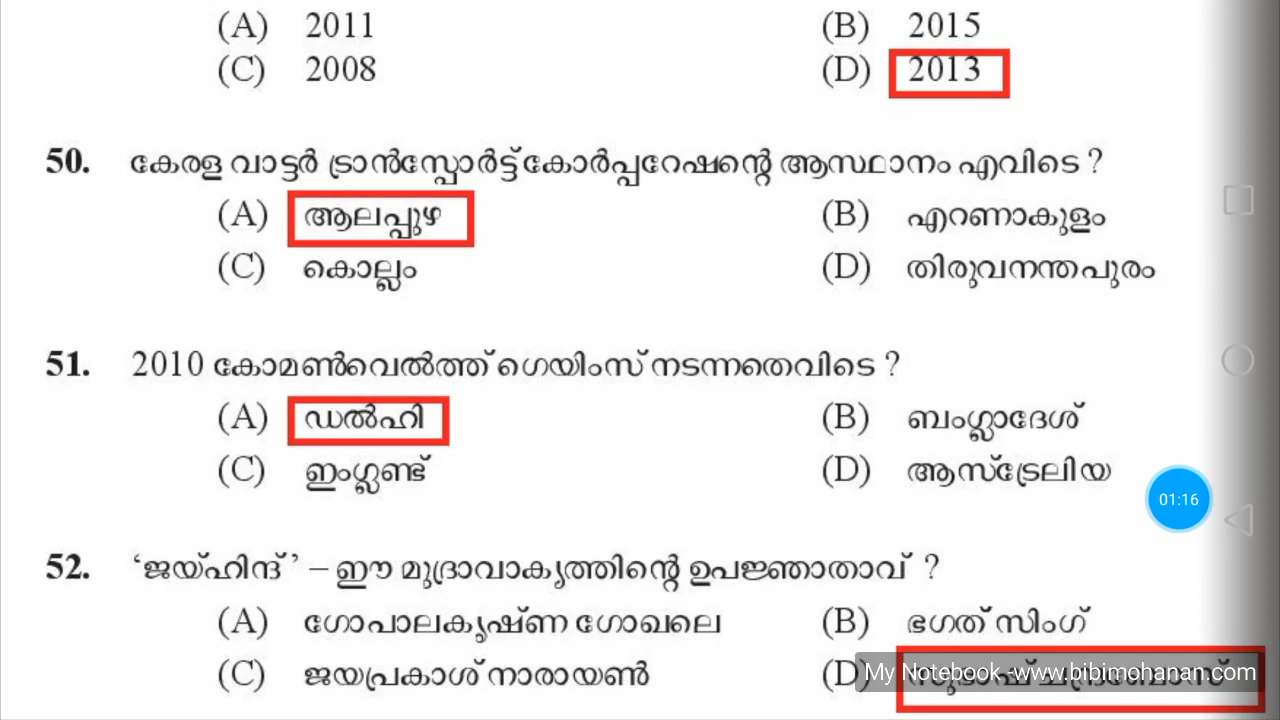 (A) 2011 (B) 2015
(C) 2008 (D) 2013
50. കേരള വാട്ടർ ട്രാൻസ്പോർട്ട് കോർപ്പറേഷന്റെ ആസ്ഥാനം എവിടെ ?
(A) ആലപ്പുഴ (B) എറണാകുളം
(C) കൊല്ലം (D) തിരുവനന്തപുരം
51. 2010 കോമൺവെൽത്ത് ഗെയിംസ് നടന്നതെവിടെ ?
(A) ഡൽഹി (B) ബംഗ്ലാദേശ്
(C) ഇംഗ്ലണ്ട് (D) ആസ്ട്രേലിയ
01:16
52. ‘ജയ്ഹിന്ദ്’ – ഈ മുദ്രാവാക്യത്തിന്റെ ഉപജ്ഞാതാവ് ?
(A) ഗോപാലകൃഷ്ണ ഗോഖലെ (B) ഭഗത് സിംഗ്
(C) ജയപ്രകാശ് നാരായൺ (D) സുഭാഷ് ചന്ദ്രബോസ്
My Notebook -www.bibimohanan.com